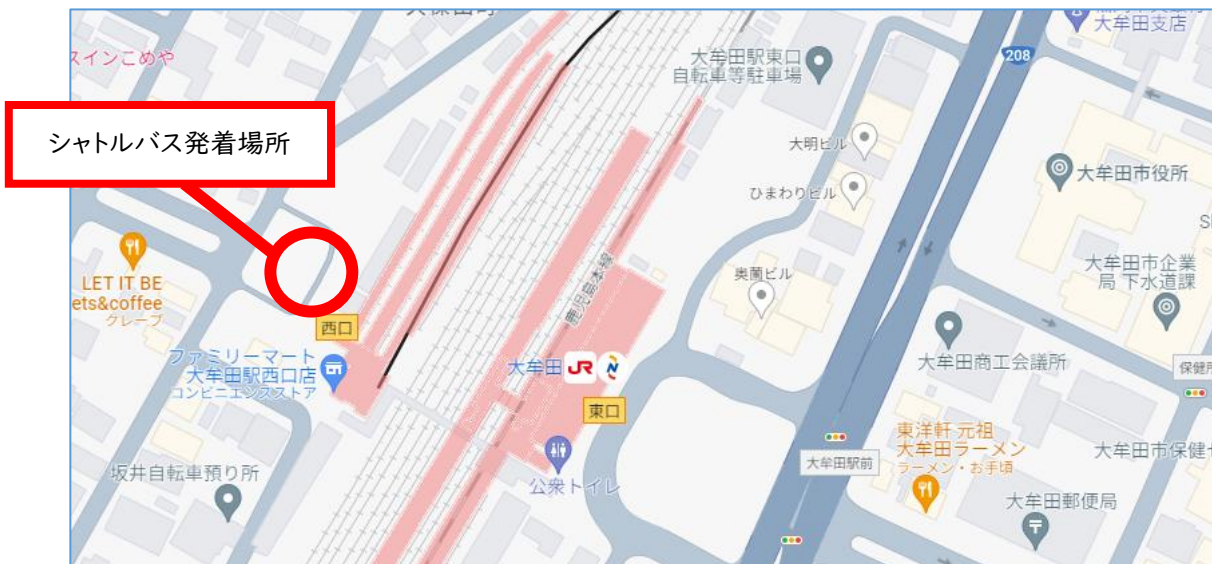 スインこめや
シャトルバス発着場所
LET IT BE
ets&coffee
クレープ
西口
ファミリーマート
大牟田駅西口店
コンビニエンスストア
坂井自転車預り所
鹿児島本線
大牟田
JR
東口
公衆トイレ
大牟田駅東口
自転車等駐車場
大明ビル
ひまわりビル
奥薗ビル
208
大牟田支店
大牟田市役所
大牟田市企業
局 下水道課
大牟田商工会議所
保健所
大牟田駅前
東洋軒 元祖
大牟田ラーメン
ラーメン・お手頃
大牟田市保健
大牟田郵便局